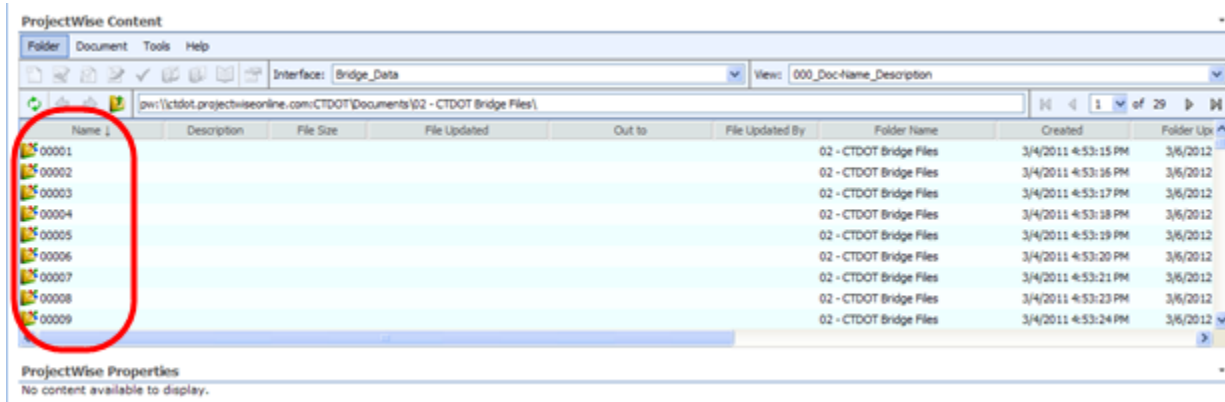 ProjectWise Content
Folder Document Tools Help
Interface: Bridge_Data View: 000_Doc-Name_Description
pw:\\ctdot.projectwiseonline.com:CTDOT\Documents\02 - CTDOT Bridge Files\ 1 of 29
Name ↓ Description File Size File Updated Out to File Updated By Folder Name Created Folder Up
00001 02 - CTDOT Bridge Files 3/4/2011 4:53:15 PM 3/6/2012
00002 02 - CTDOT Bridge Files 3/4/2011 4:53:16 PM 3/6/2012
00003 02 - CTDOT Bridge Files 3/4/2011 4:53:17 PM 3/6/2012
00004 02 - CTDOT Bridge Files 3/4/2011 4:53:18 PM 3/6/2012
00005 02 - CTDOT Bridge Files 3/4/2011 4:53:19 PM 3/6/2012
00006 02 - CTDOT Bridge Files 3/4/2011 4:53:20 PM 3/6/2012
00007 02 - CTDOT Bridge Files 3/4/2011 4:53:21 PM 3/6/2012
00008 02 - CTDOT Bridge Files 3/4/2011 4:53:23 PM 3/6/2012
00009 02 - CTDOT Bridge Files 3/4/2011 4:53:24 PM 3/6/2012
ProjectWise Properties
No content available to display.